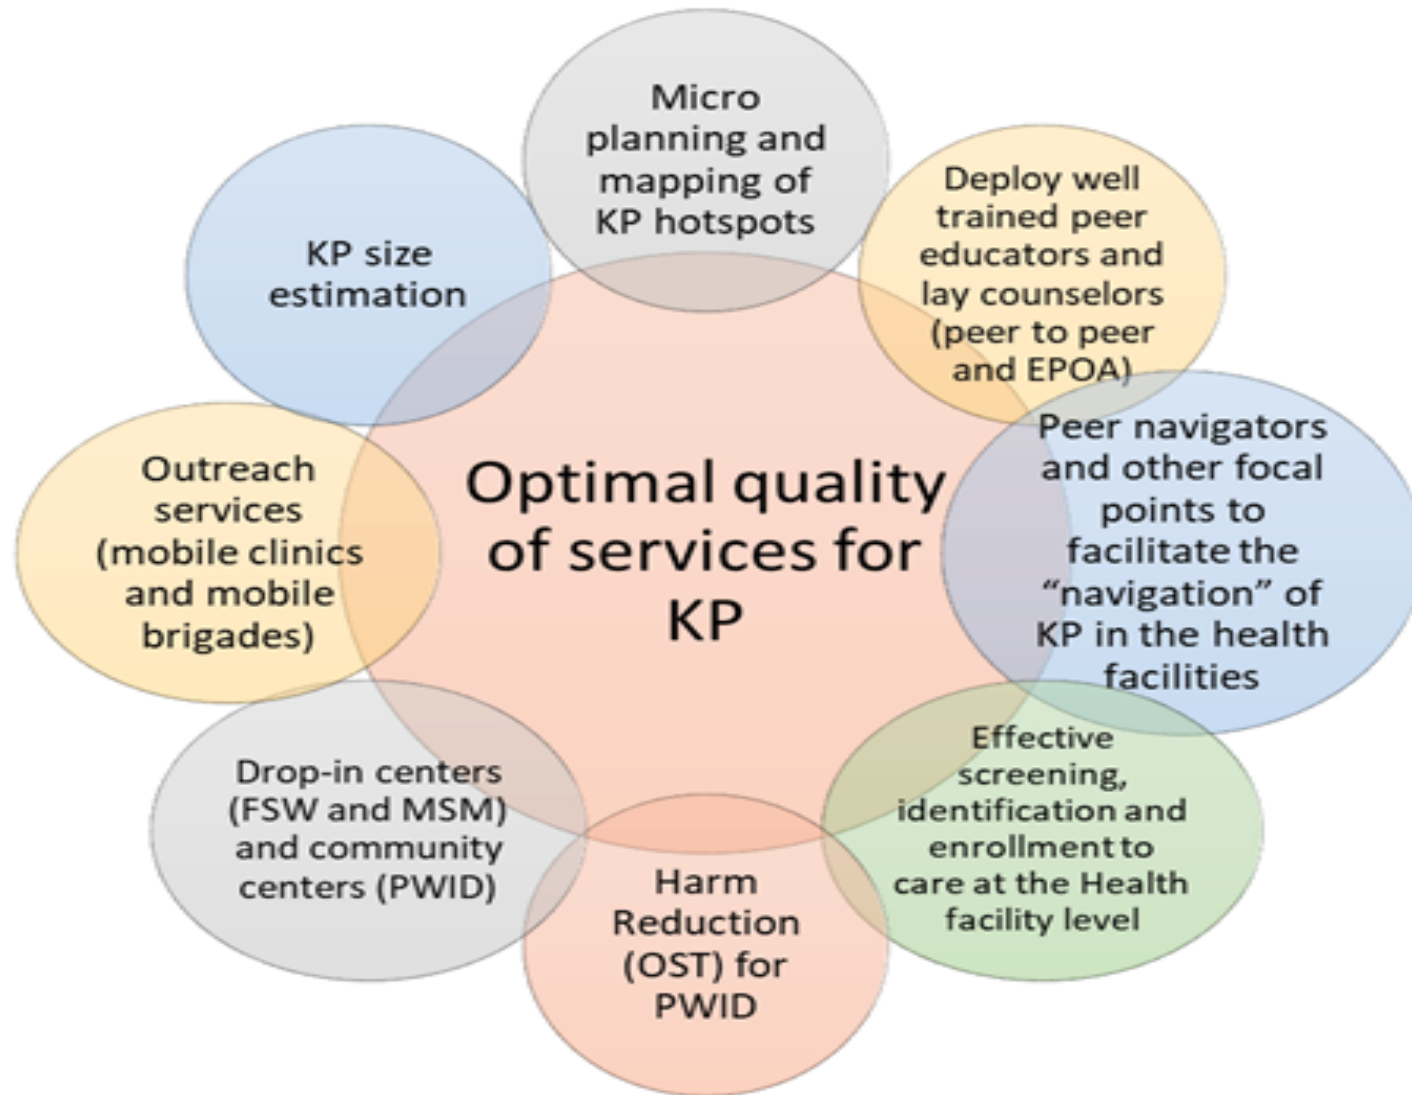 Micro
planning and
mapping of
KP hotspots
Deploy well
trained peer
educators and
lay counselors
(peer to peer
and EPOA)
Peer navigators
and other focal
points to
facilitate the
“navigation” of
KP in the health
facilities
Effective
screening,
identification and
enrollment to
care at the Health
facility level
Harm
Reduction
(OST) for
PWID
Drop-in centers
(FSW and MSM)
and community
centers (PWID)
Outreach
services
(mobile clinics
and mobile
brigades)
KP size
estimation
Optimal quality
of services for
KP